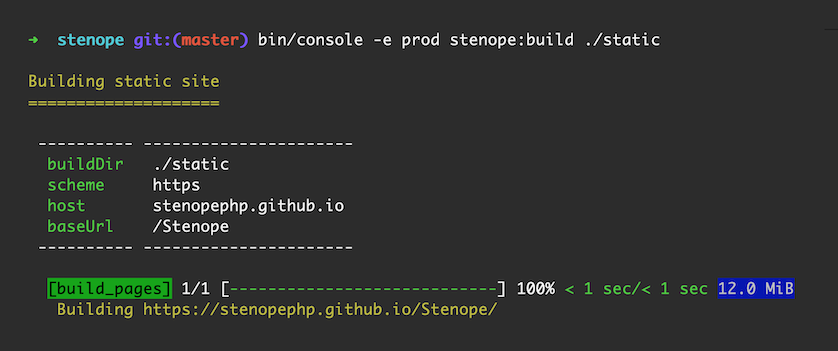 ➜  stenope git:(master) bin/console -e prod stenope:build ./static
Building static site
====================
---------- ----------------------
buildDir   ./static
scheme     https
host       stenopephp.github.io
baseUrl    /Stenope
---------- ----------------------
[build_pages] 1/1 [----------------------------] 100% < 1 sec/< 1 sec 12.0 MiB
Building https://stenopephp.github.io/Stenope/